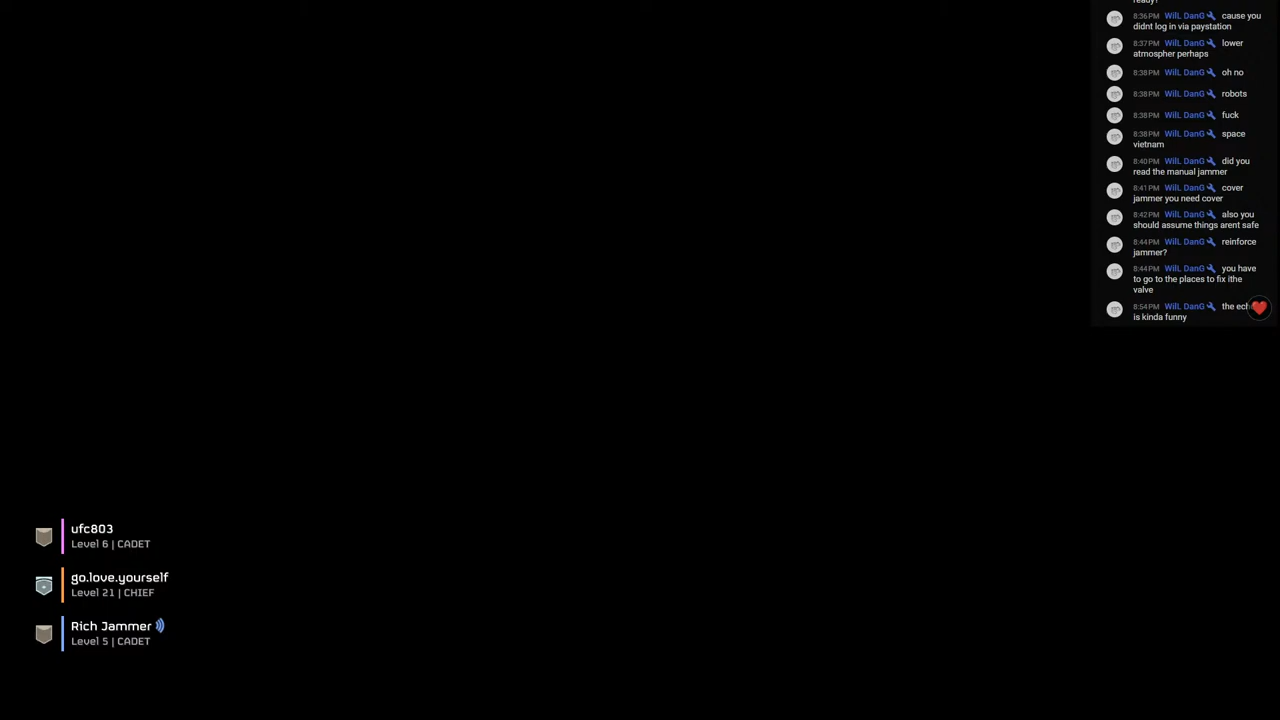 ready?
8:36PM WilL DanG cause you
didnt log in via paystation
8:37PM WilL DanG lower
atmospher perhaps
8:38PM WilL DanG oh no
8:38PM WilL DanG robots
8:38PM WilL DanG fuck
8:38PM WilL DanG space
vietnam
8:40PM WilL DanG did you
read the manual jammer
8:41PM WilL DanG cover
jammer you need cover
8:42PM WilL DanG also you
should assume things arent safe
8:44PM WilL DanG reinforce
jammer?
8:44PM WilL DanG you have
to go to the places to fix ithe
valve
8:54PM WilL DanG the
is kinda funny
ufc803
Level 6 | CADET
go.love.yourself
Level 21 | CHIEF
Rich Jammer
Level 5 | CADET